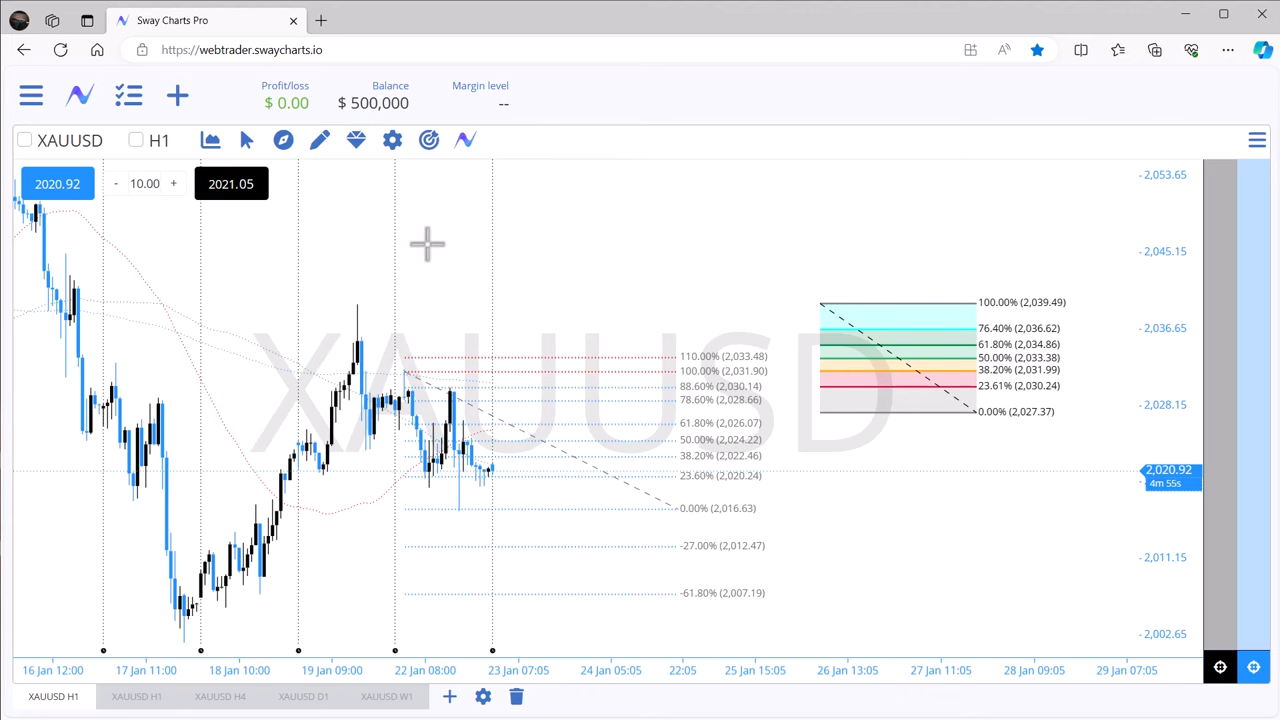 Sway Charts Pro
https://webtrader.swaycharts.io
Profit/loss
$ 0.00
Balance
$ 500,000
Margin level
--
XAUUSD
H1
2020.92
- 10.00 +
2021.05
XAUUSD
2,053.65
2,045.15
2,036.65
2,028.15
2,020.92
4m 55s
2,011.15
2,002.65
110.00% (2,033.48)
100.00% (2,031.90)
88.60% (2,030.14)
78.60% (2,028.66)
61.80% (2,026.07)
50.00% (2,024.22)
38.20% (2,022.46)
23.60% (2,020.24)
0.00% (2,016.63)
-27.00% (2,012.47)
-61.80% (2,007.19)
100.00% (2,039.49)
76.40% (2,036.62)
61.80% (2,034.86)
50.00% (2,033.38)
38.20% (2,031.99)
23.61% (2,030.24)
0.00% (2,027.37)
16 Jan 12:00
17 Jan 11:00
18 Jan 10:00
19 Jan 09:00
22 Jan 08:00
23 Jan 07:05
24 Jan 05:05
22:05
25 Jan 15:05
26 Jan 13:05
27 Jan 11:05
28 Jan 09:05
29 Jan 07:05
XAUUSD H1
XAUUSD H1
XAUUSD H4
XAUUSD D1
XAUUSD W1